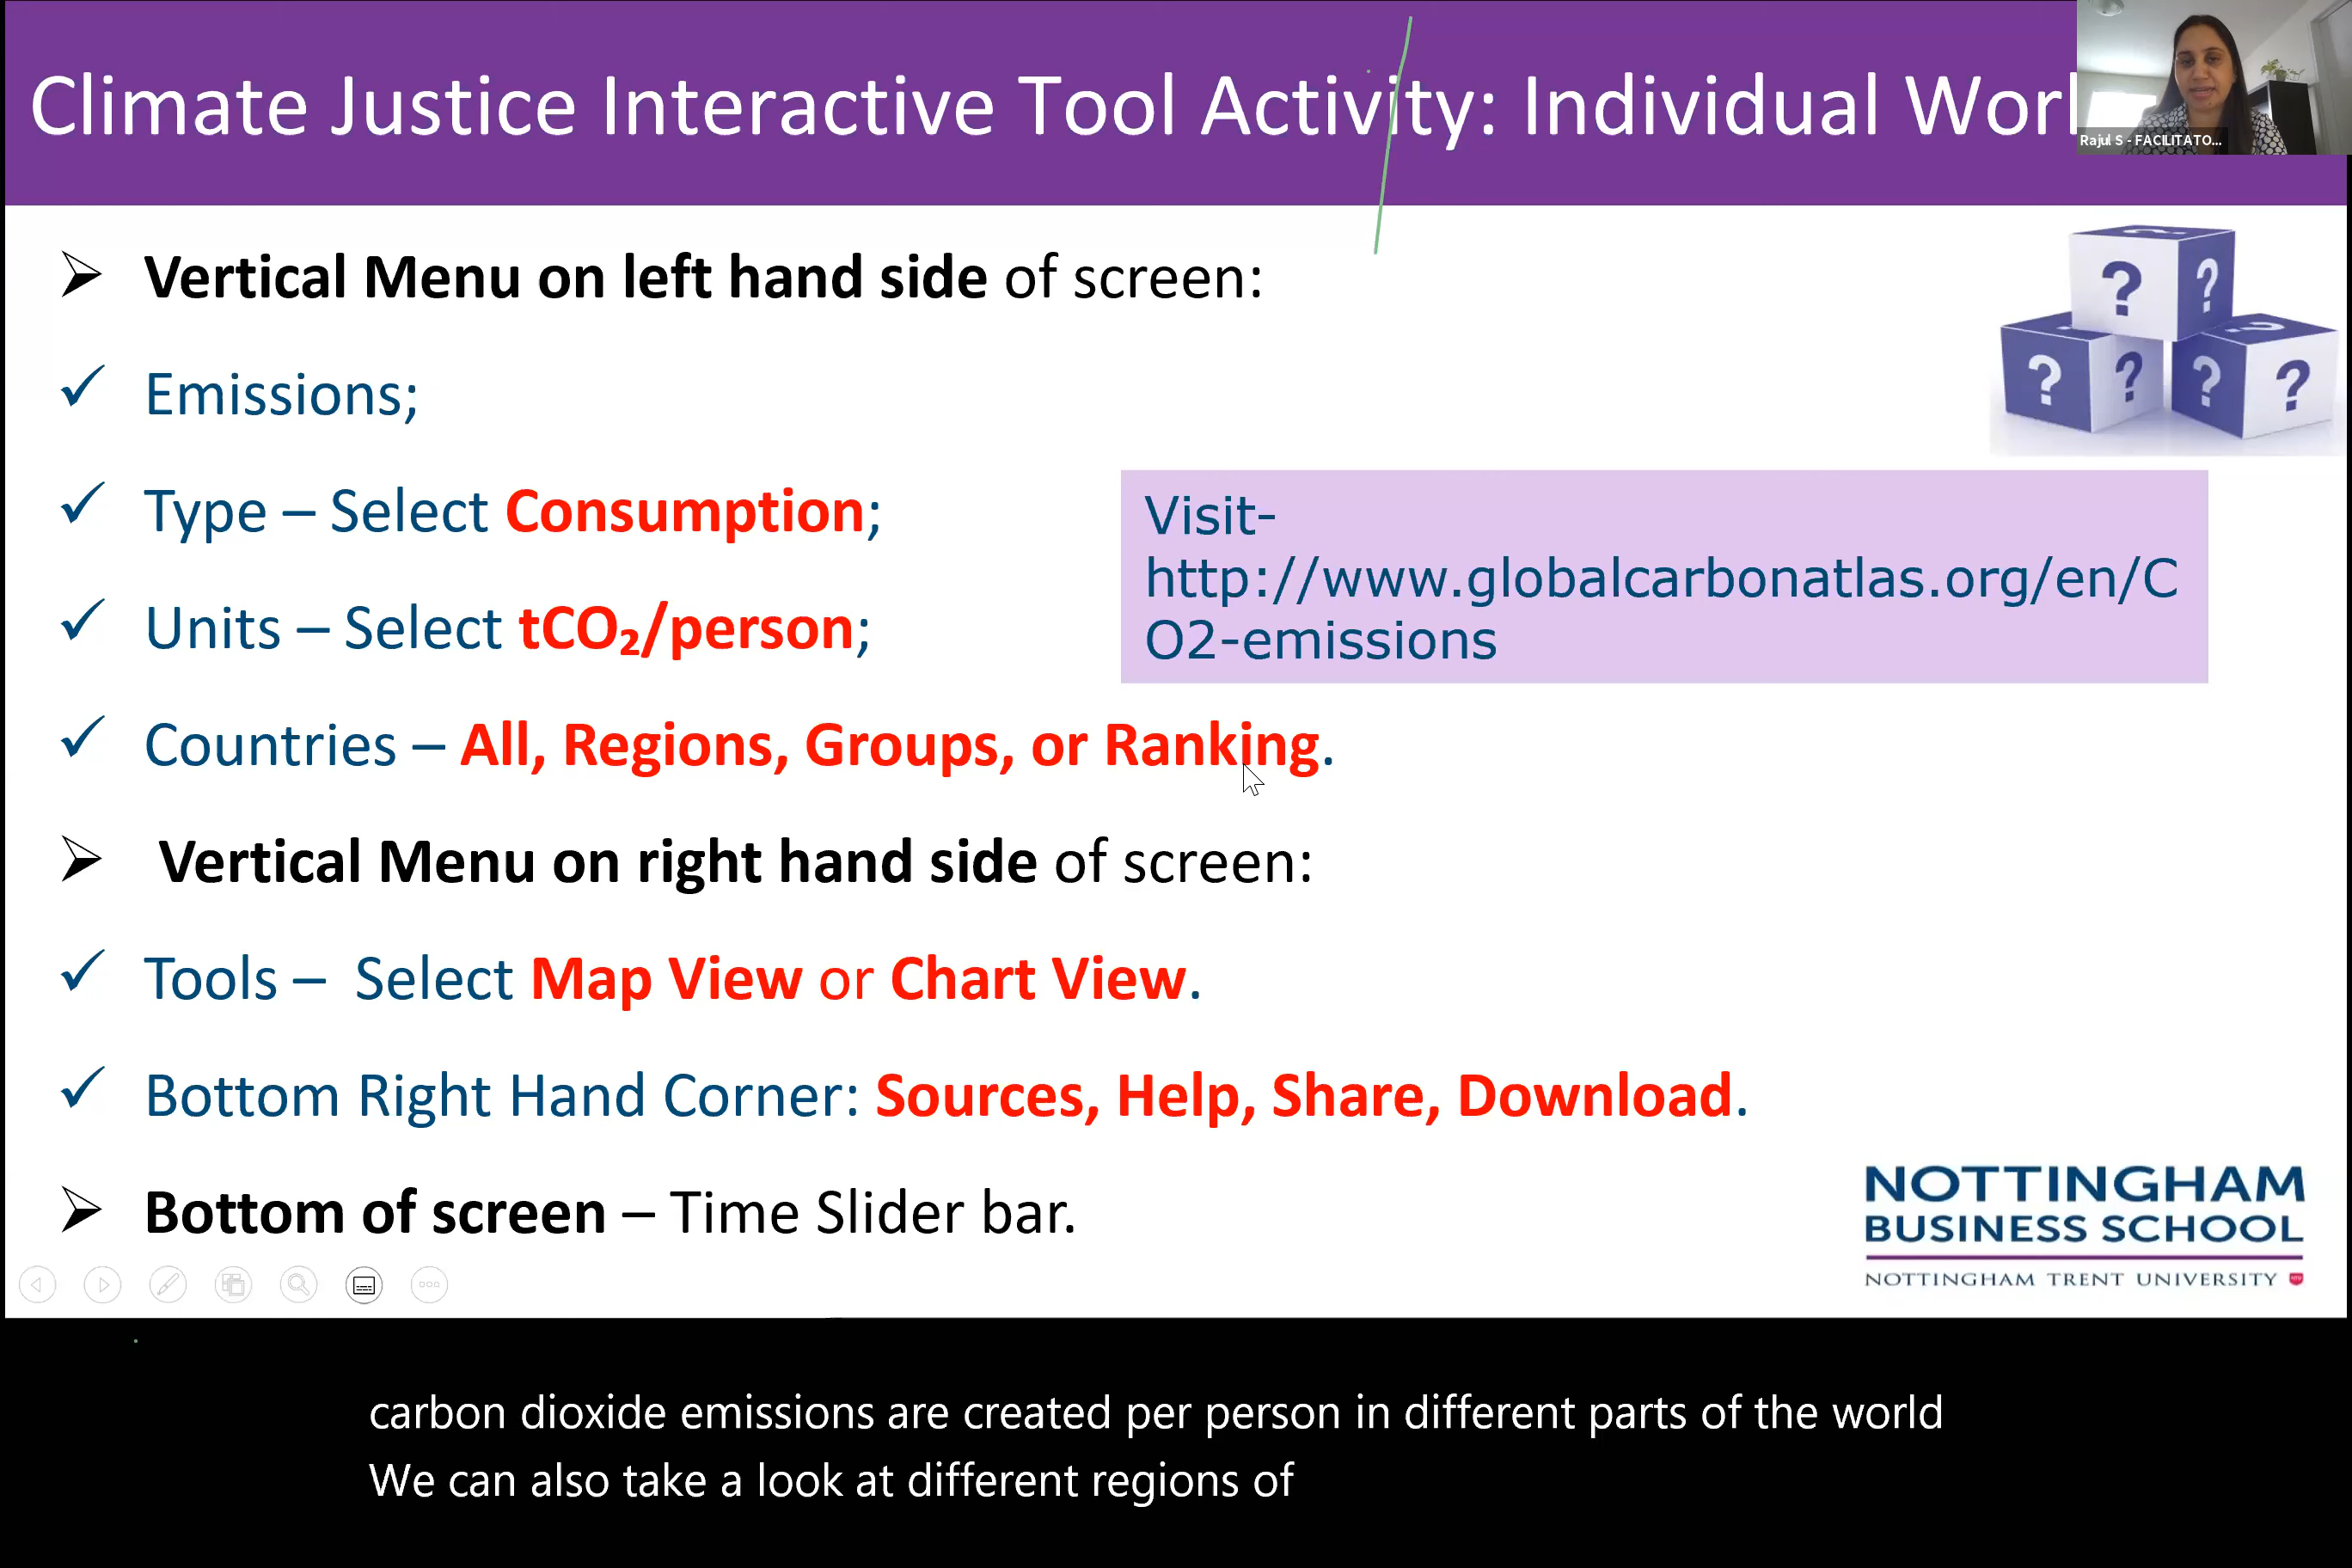 Climate Justice Interactive Tool Activity: Individual Wor
Rajul S - FACILITATO...
➢ Vertical Menu on left hand side of screen:
✓ Emissions;
✓ Type – Select Consumption;
✓ Units – Select tCO₂/person;
✓ Countries – All, Regions, Groups, or Ranking.
Visit-
http://www.globalcarbonatlas.org/en/C
O2-emissions
➢ Vertical Menu on right hand side of screen:
✓ Tools – Select Map View or Chart View.
✓ Bottom Right Hand Corner: Sources, Help, Share, Download.
➢ Bottom of screen – Time Slider bar.
? ?
? ? ? ?
NOTTINGHAM
BUSINESS SCHOOL
NOTTINGHAM TRENT UNIVERSITY
carbon dioxide emissions are created per person in different parts of the world
We can also take a look at different regions of